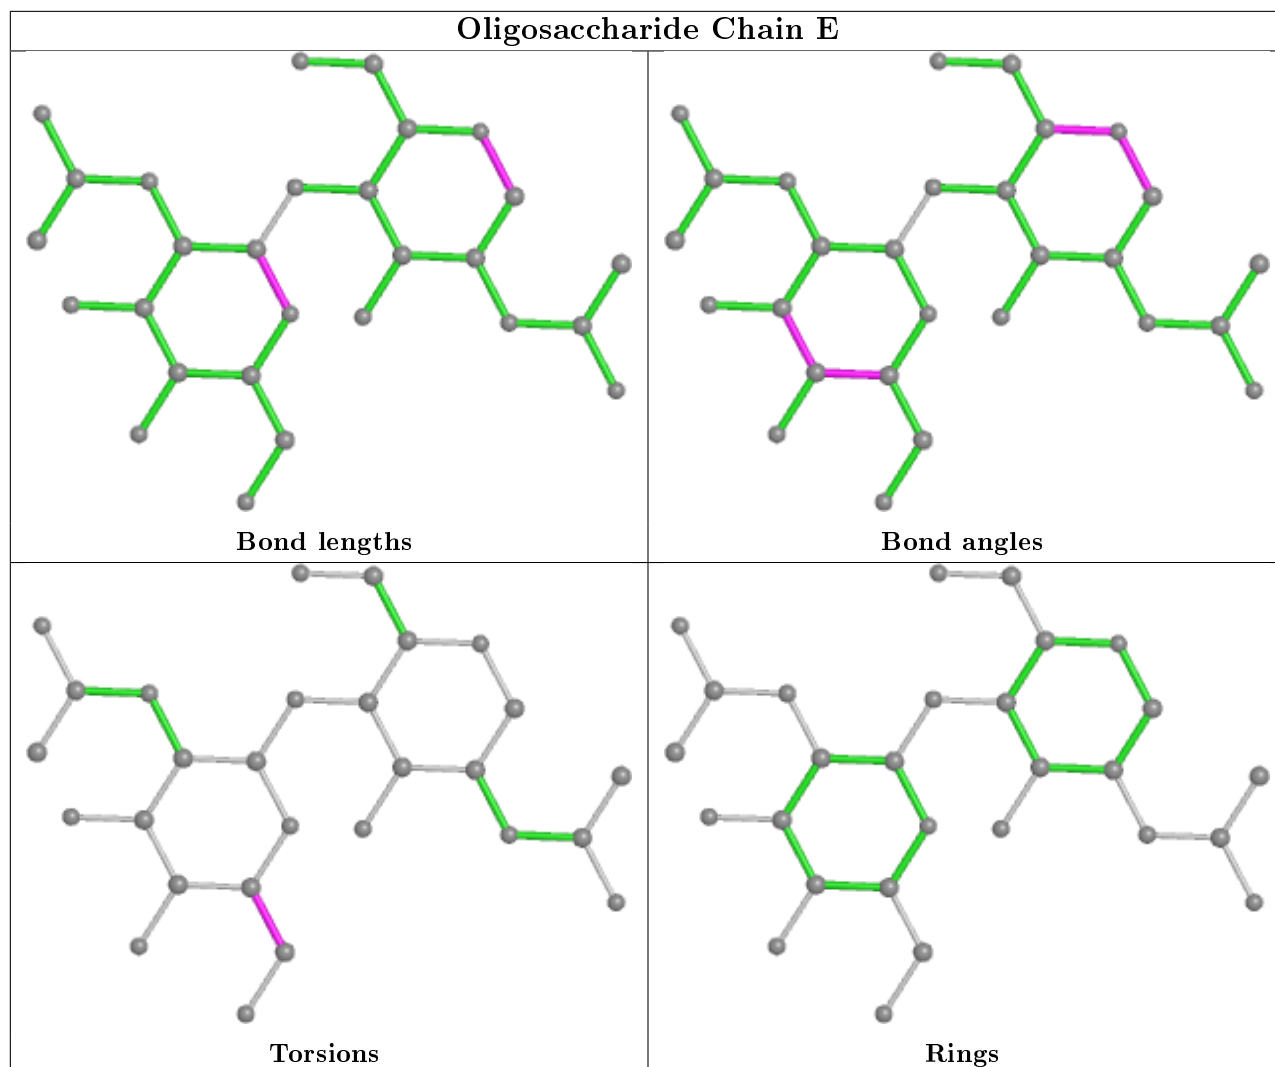 Oligosaccharide Chain E
Bond lengths
Bond angles
Torsions
Rings